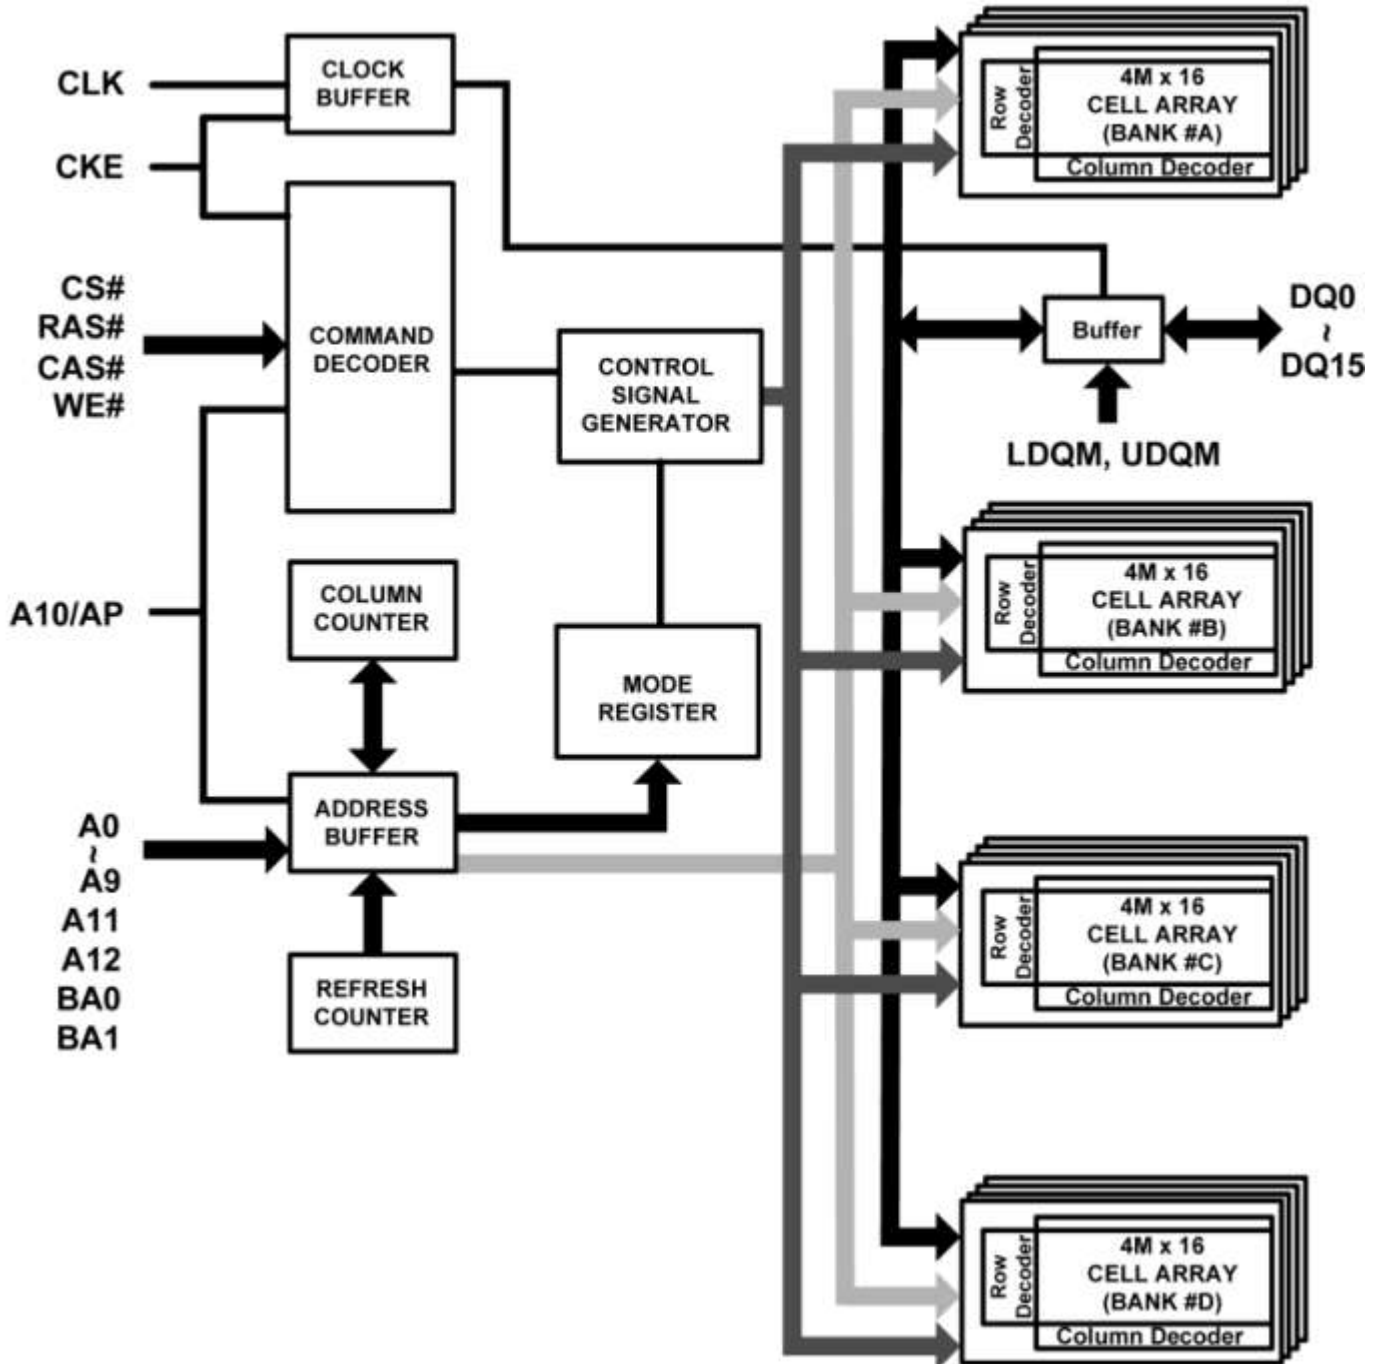 CLK
CKE
CLOCK
BUFFER
CS#
RAS#
CAS#
WE#
COMMAND
DECODER
CONTROL
SIGNAL
GENERATOR
A10/AP
COLUMN
COUNTER
MODE
REGISTER
A0
~
A9
A11
A12
BA0
BA1
ADDRESS
BUFFER
REFRESH
COUNTER
Row
Decoder
4M x 16
CELL ARRAY
(BANK #A)
Column Decoder
Buffer
DQ0
~
DQ15
LDQM, UDQM
Row
Decoder
4M x 16
CELL ARRAY
(BANK #B)
Column Decoder
Row
Decoder
4M x 16
CELL ARRAY
(BANK #C)
Column Decoder
Row
Decoder
4M x 16
CELL ARRAY
(BANK #D)
Column Decoder